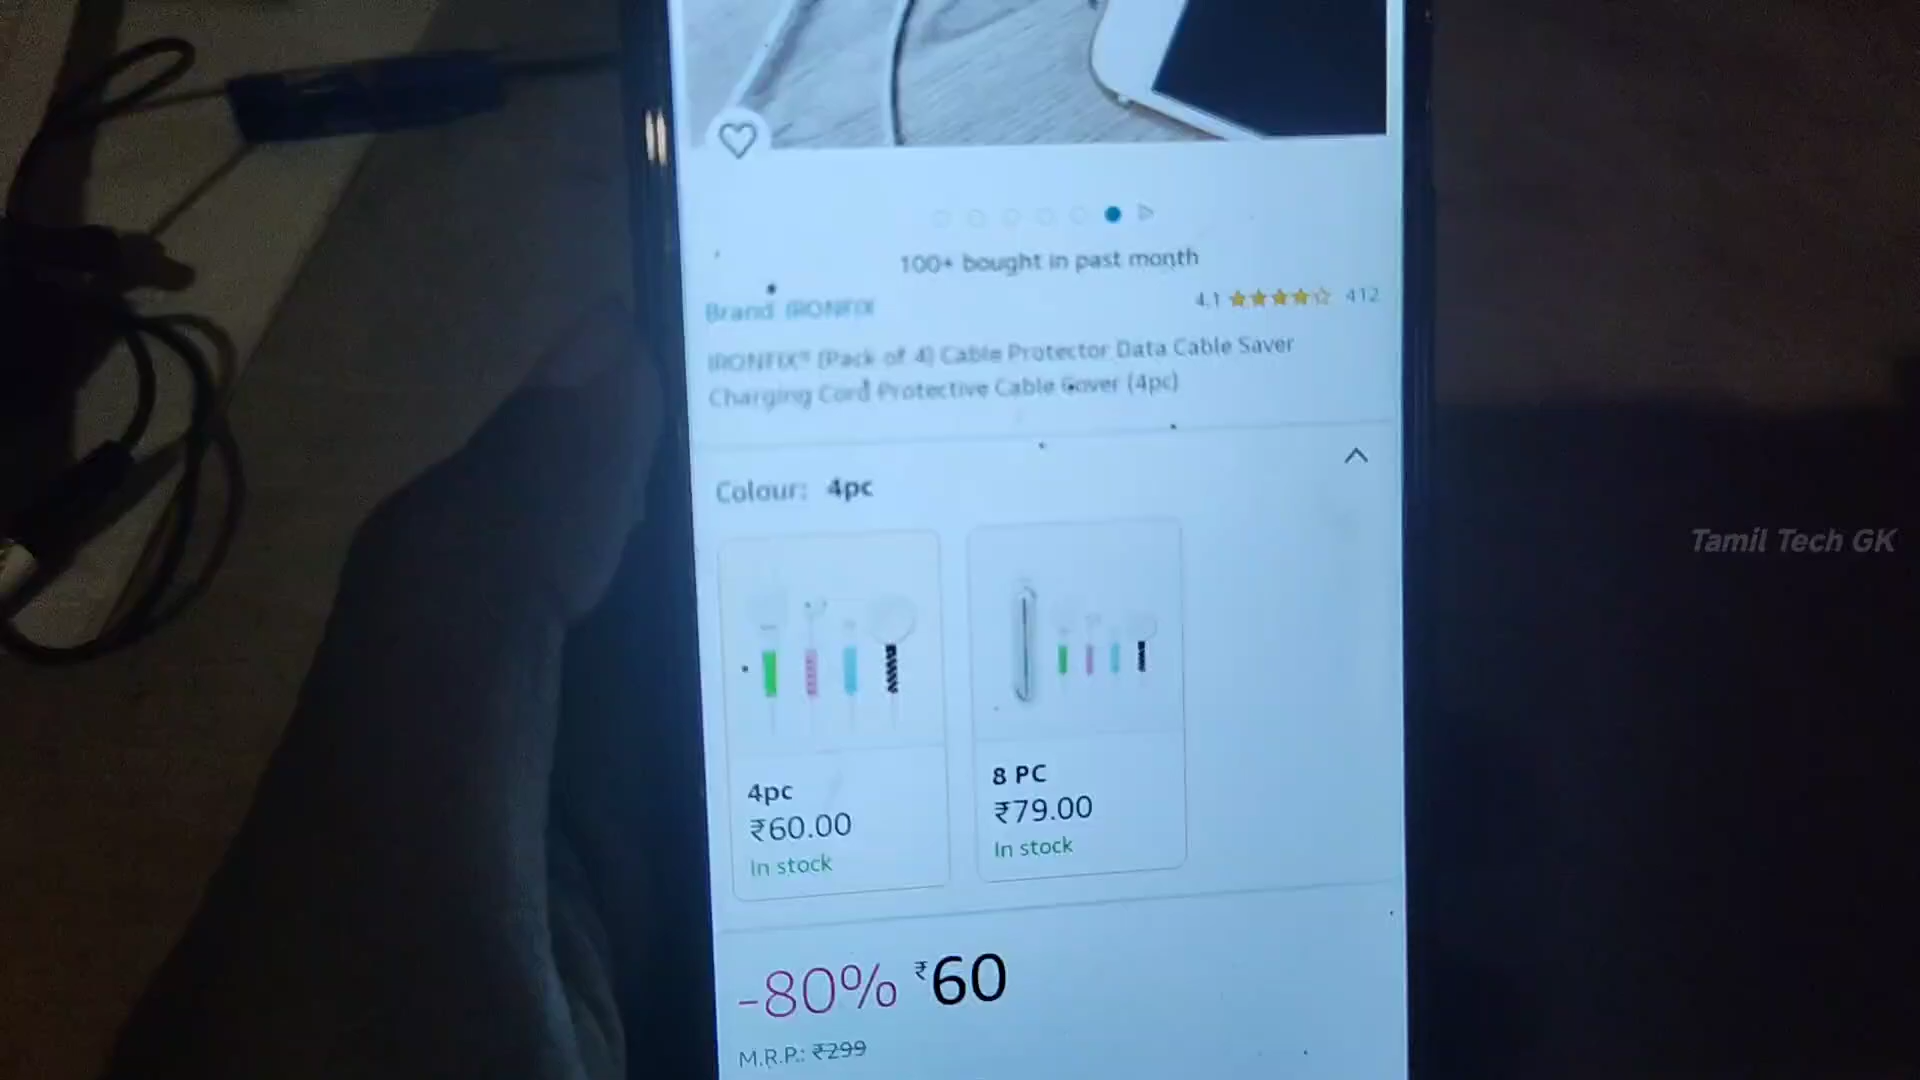 100+ bought in past month
Brand IRONFIX
4.1 412
IRONFIX® (Pack of 4) Cable Protector Data Cable Saver
Charging Cord Protective Cable Cover (4pc)
Colour: 4pc
4pc
₹60.00
In stock
8 PC
₹79.00
In stock
-80% ₹60
M.R.P.: ₹299
Tamil Tech GK